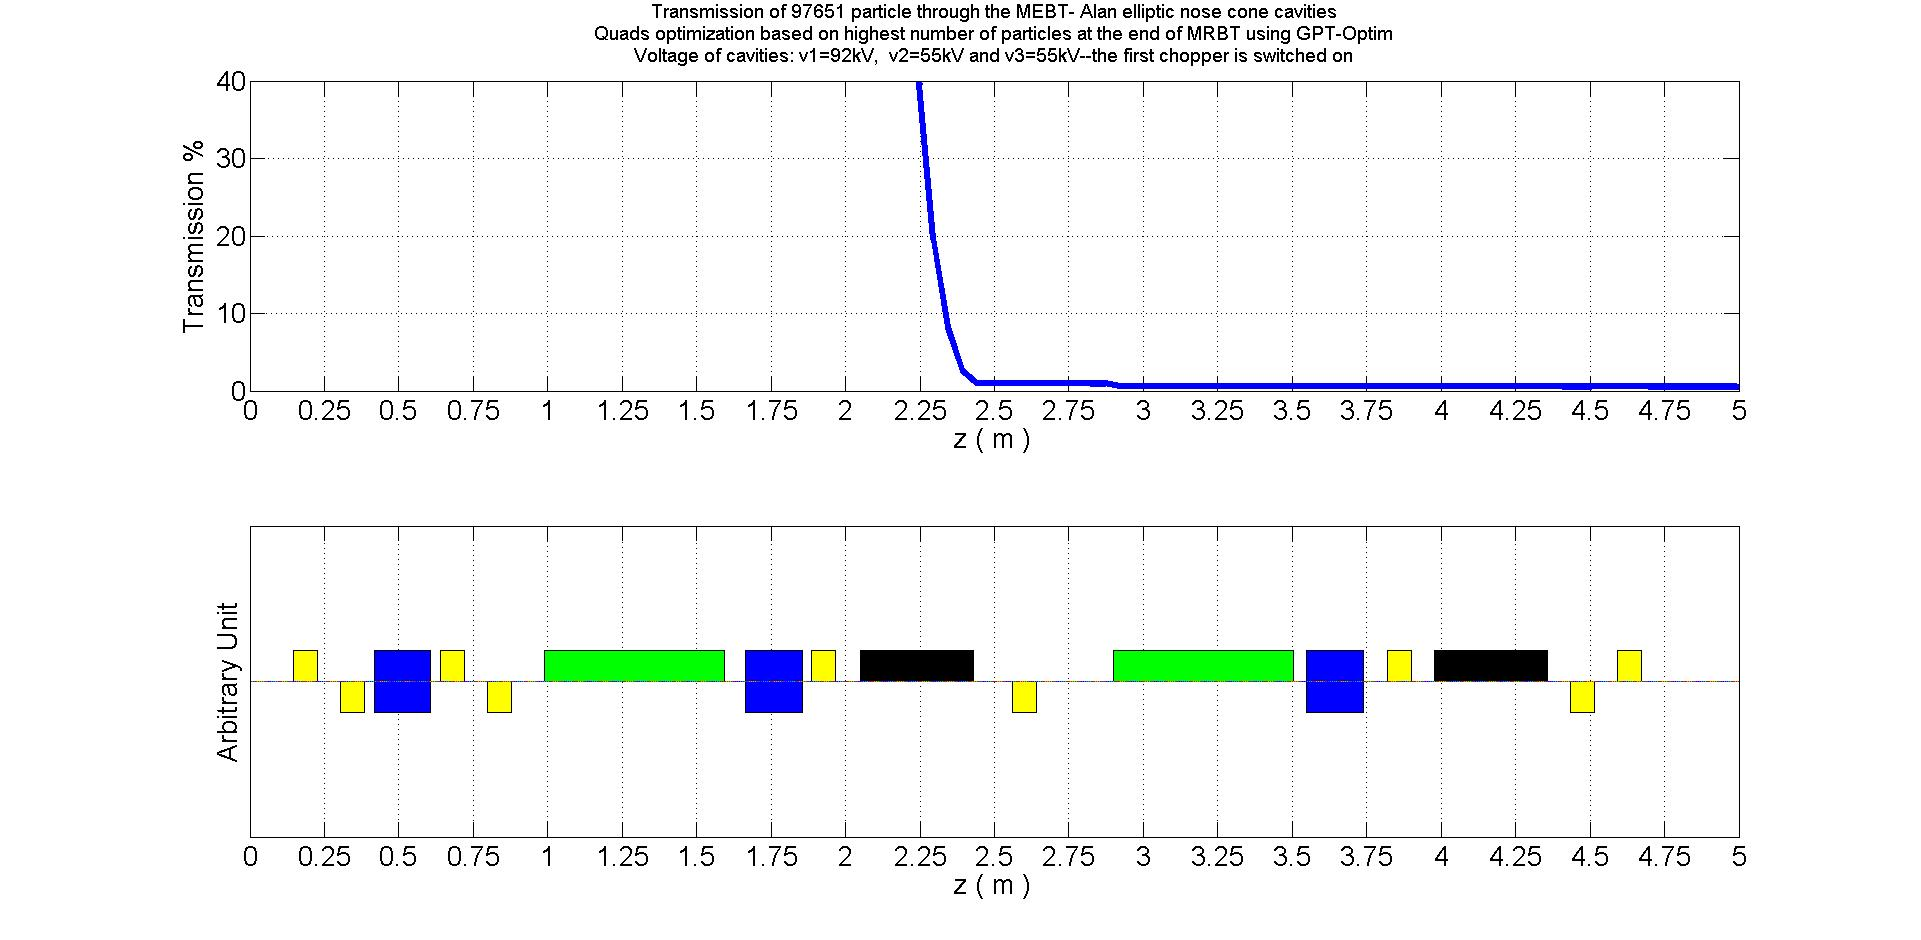 Transmission of 97651 particle through the MEBT- Alan elliptic nose cone cavities
Quads optimization based on highest number of particles at the end of MRBT using GPT-Optim
Voltage of cavities: v1=92kV,  v2=55kV and v3=55kV--the first chopper is switched on
Transmission %
40
30
20
10
0
0 0.25 0.5 0.75 1 1.25 1.5 1.75 2 2.25 2.5 2.75 3 3.25 3.5 3.75 4 4.25 4.5 4.75 5
z ( m )
Arbitrary Unit
0 0.25 0.5 0.75 1 1.25 1.5 1.75 2 2.25 2.5 2.75 3 3.25 3.5 3.75 4 4.25 4.5 4.75 5
z ( m )